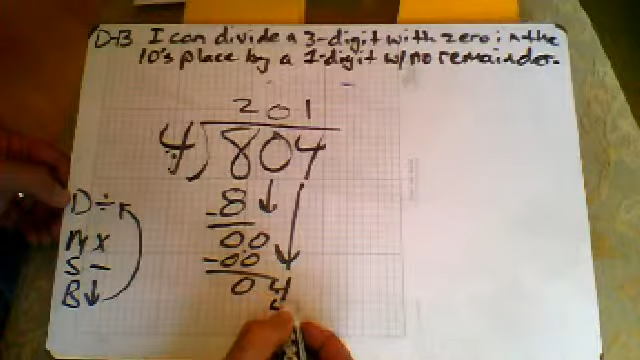 D-13 I can divide a 3-digit with zero in the
10's place by a 1-digit w/no remainder.
201
4)804
-8↓
D÷
00
M x
-00
S -
04
B↓